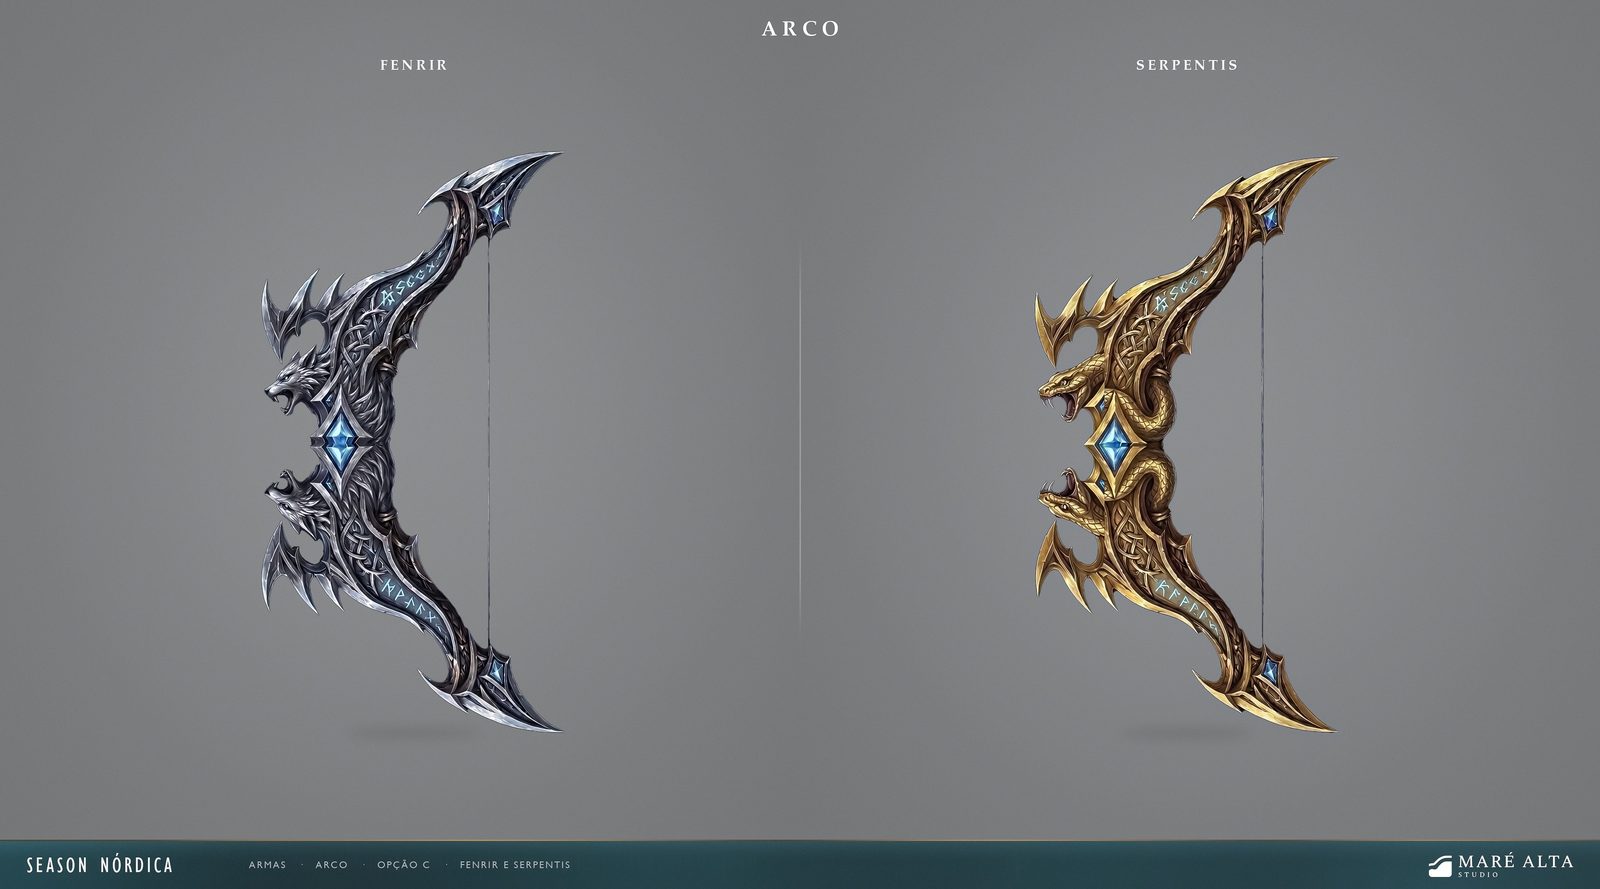 ARCO
FENRIR
SERPENTIS
SEASON NÓRDICA
ARMAS · ARCO · OPÇÃO C · FENRIR E SERPENTIS
MARÉ ALTA
STUDIO